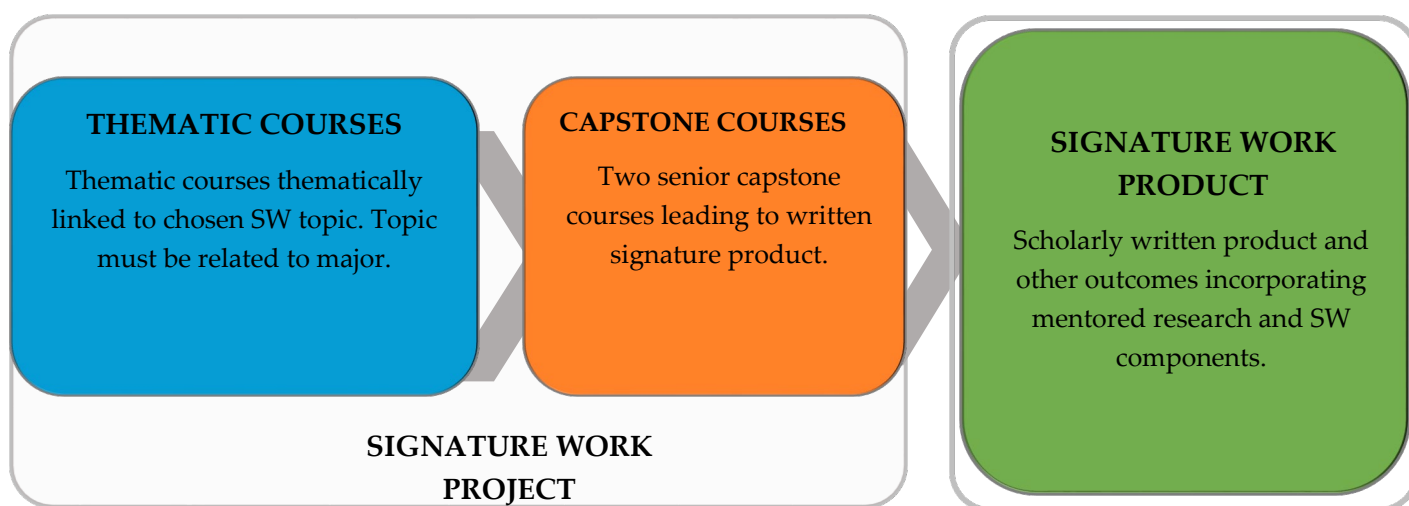 THEMATIC COURSES
Thematic courses thematically
linked to chosen SW topic. Topic
must be related to major.
CAPSTONE COURSES
Two senior capstone
courses leading to written
signature product.
SIGNATURE WORK
PROJECT
SIGNATURE WORK
PRODUCT
Scholarly written product and
other outcomes incorporating
mentored research and SW
components.